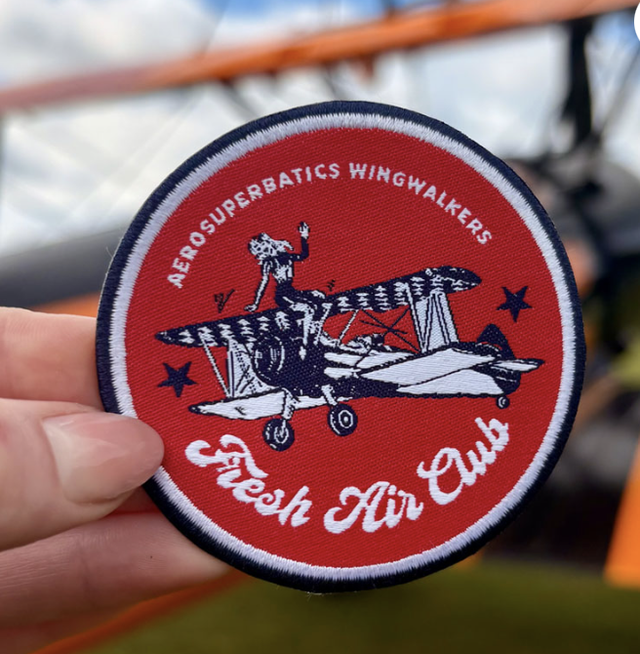 AEROSUPERBATICS WINGWALKERS
Fresh Air Club